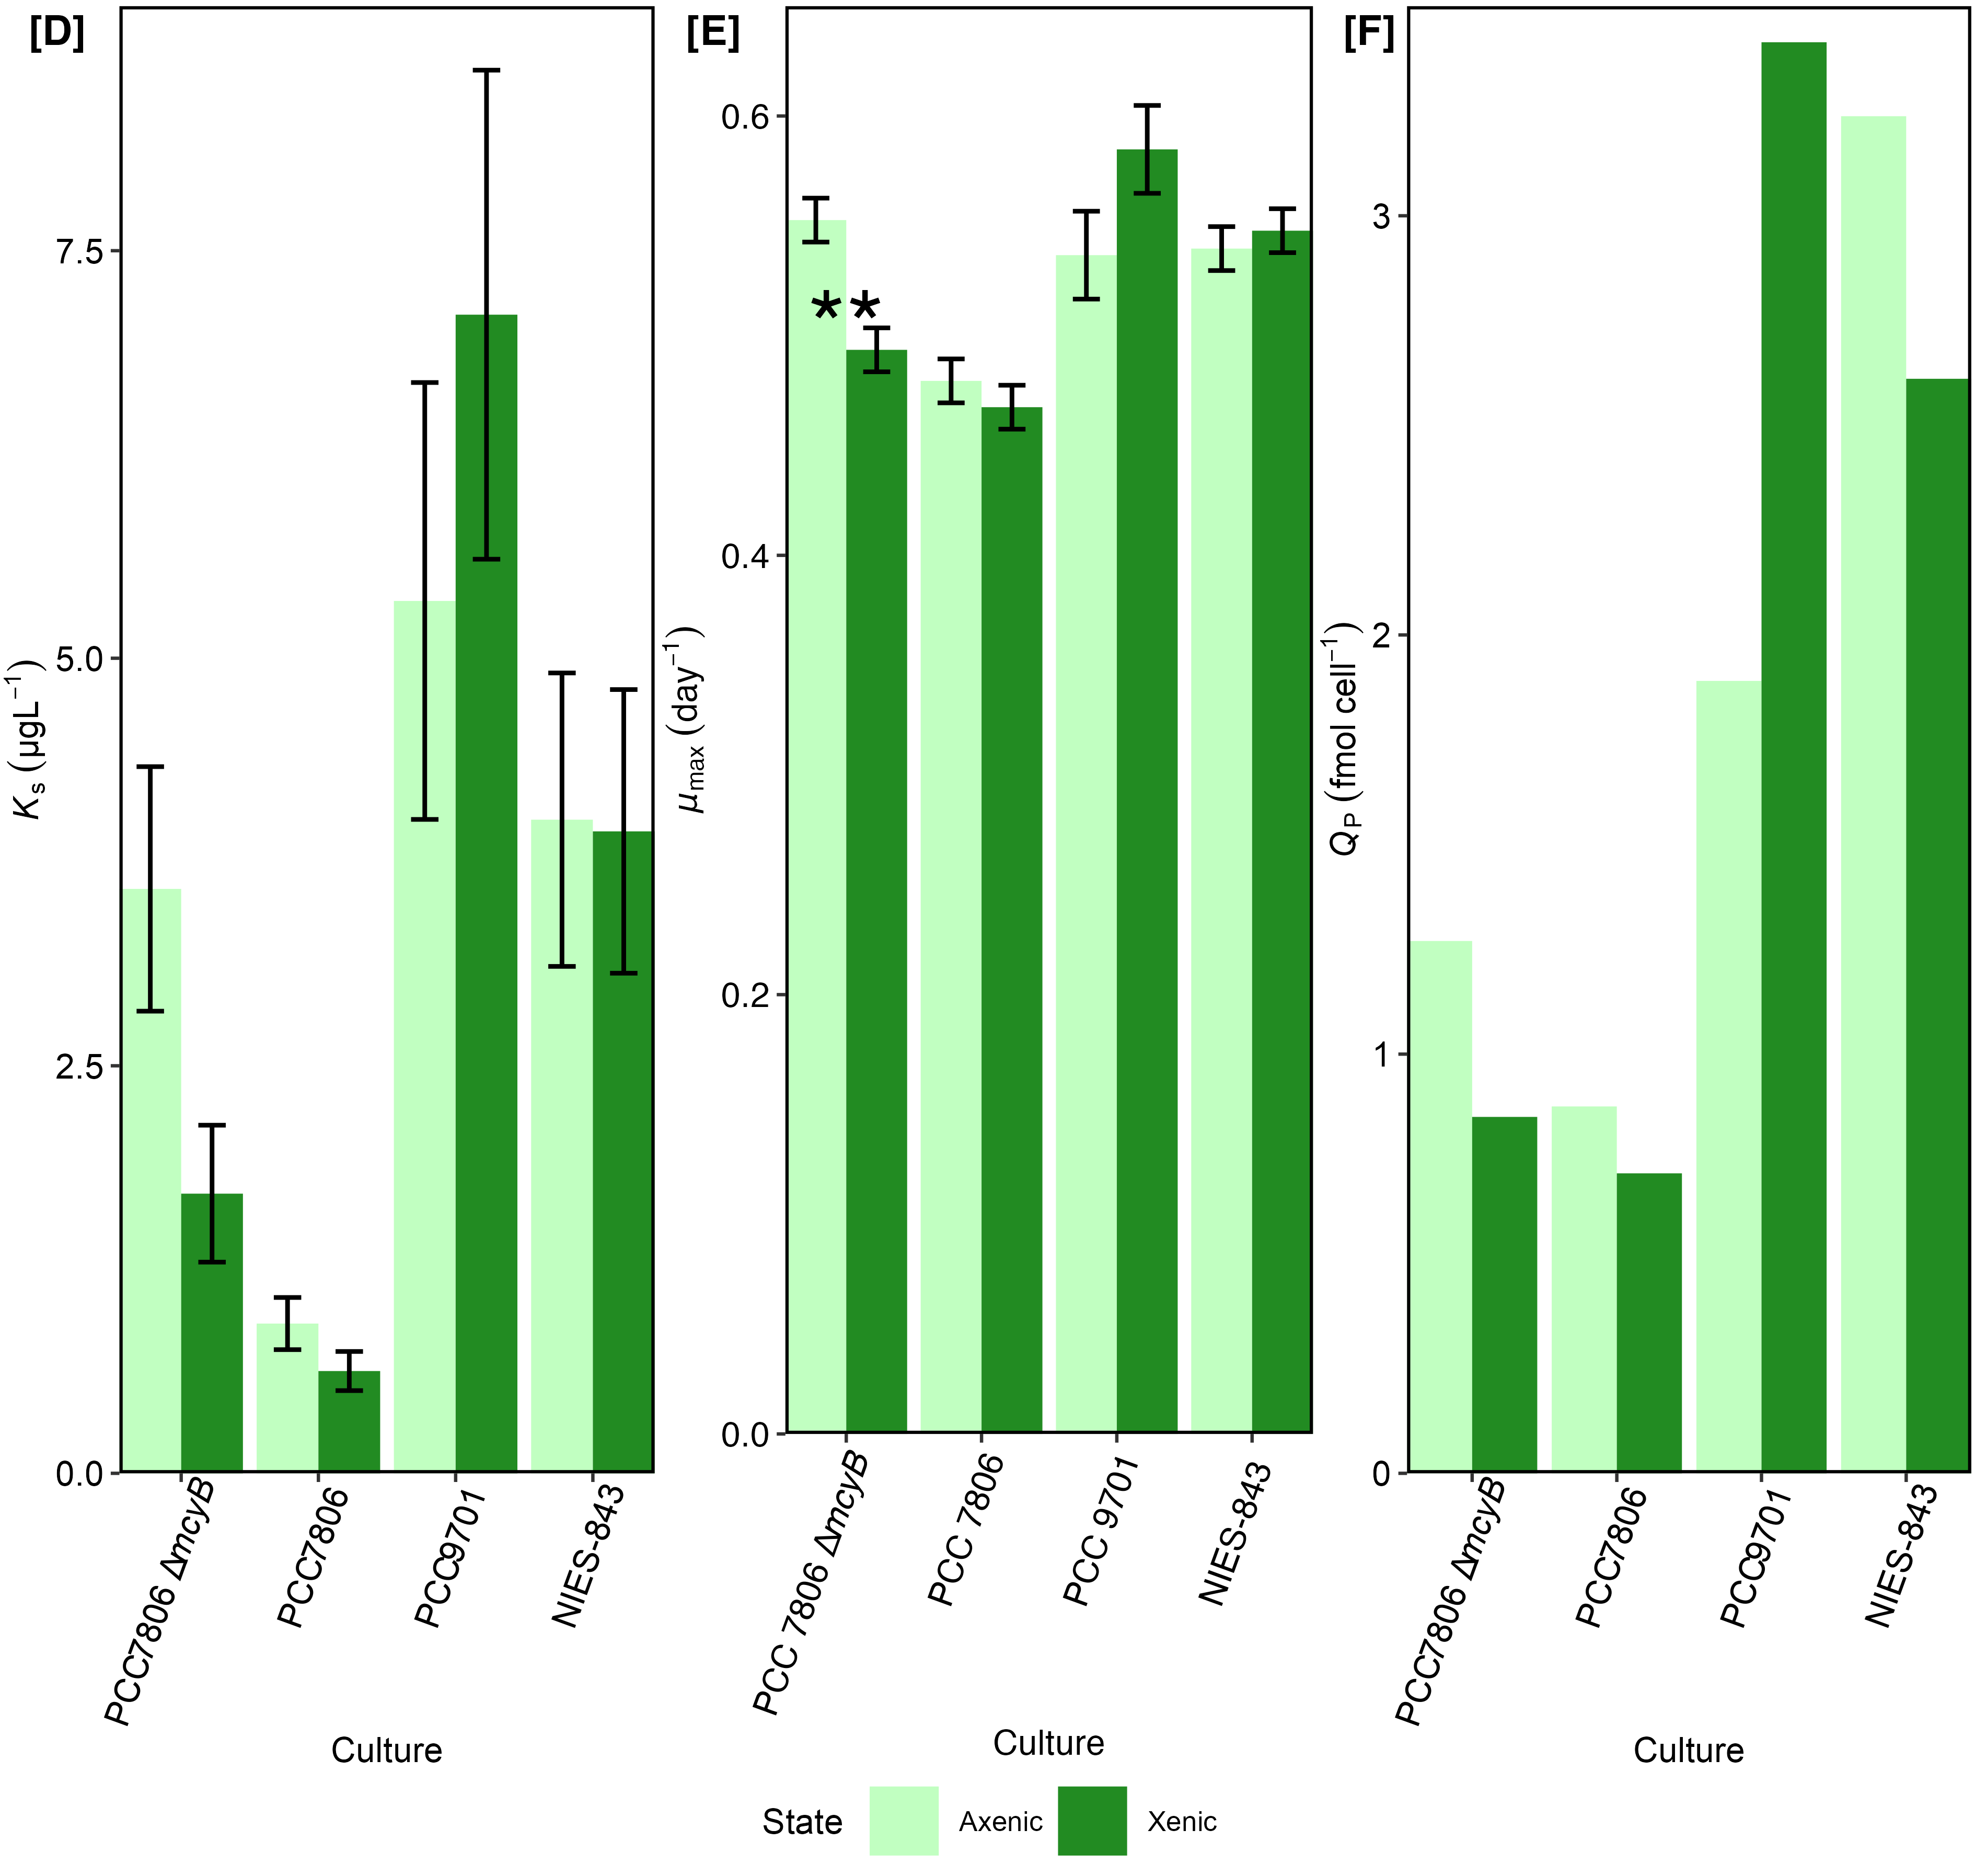 [D]
7.5
5.0
2.5
0.0
Ks (µgL−1)
PCC7806 ΔmcyB
PCC7806
PCC9701
NIES-843
Culture
[E]
0.6
0.4
0.2
0.0
μmax (day−1)
**
PCC 7806 ΔmcyB
PCC 7806
PCC 9701
NIES-843
Culture
[F]
3
2
1
0
QP (fmol cell−1)
PCC7806 ΔmcyB
PCC7806
PCC9701
NIES-843
Culture
State Axenic Xenic